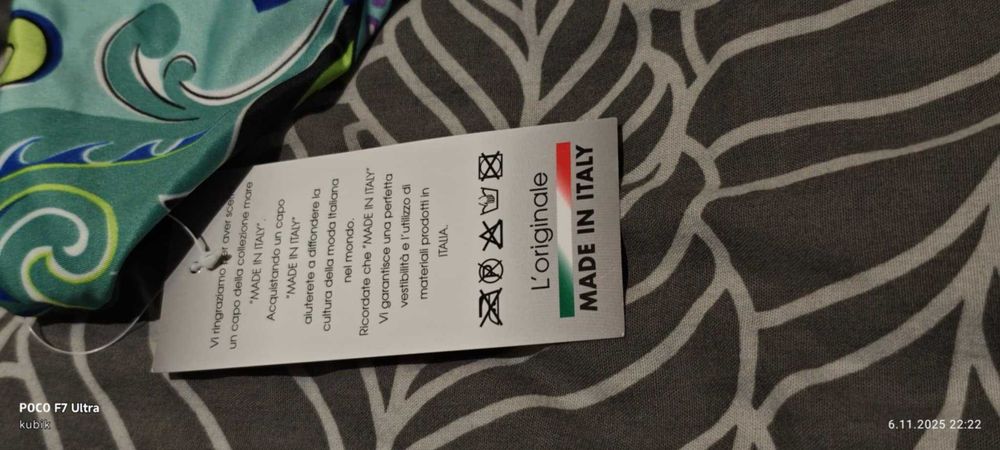 Vi ringraziamo per aver
un capo della collezione mare
"MADE IN ITALY".
Acquistando un capo
"MADE IN ITALY"
aiuterete a diffondere la
cultura della moda italiana
nel mondo.
Ricordate che "MADE IN ITALY"
Vi garantisce una perfetta
vestibilità e l'utilizzo di
materiali prodotti in
ITALIA.
L'originale
MADE IN ITALY
POCO F7 Ultra
kubik
6.11.2025 22:22